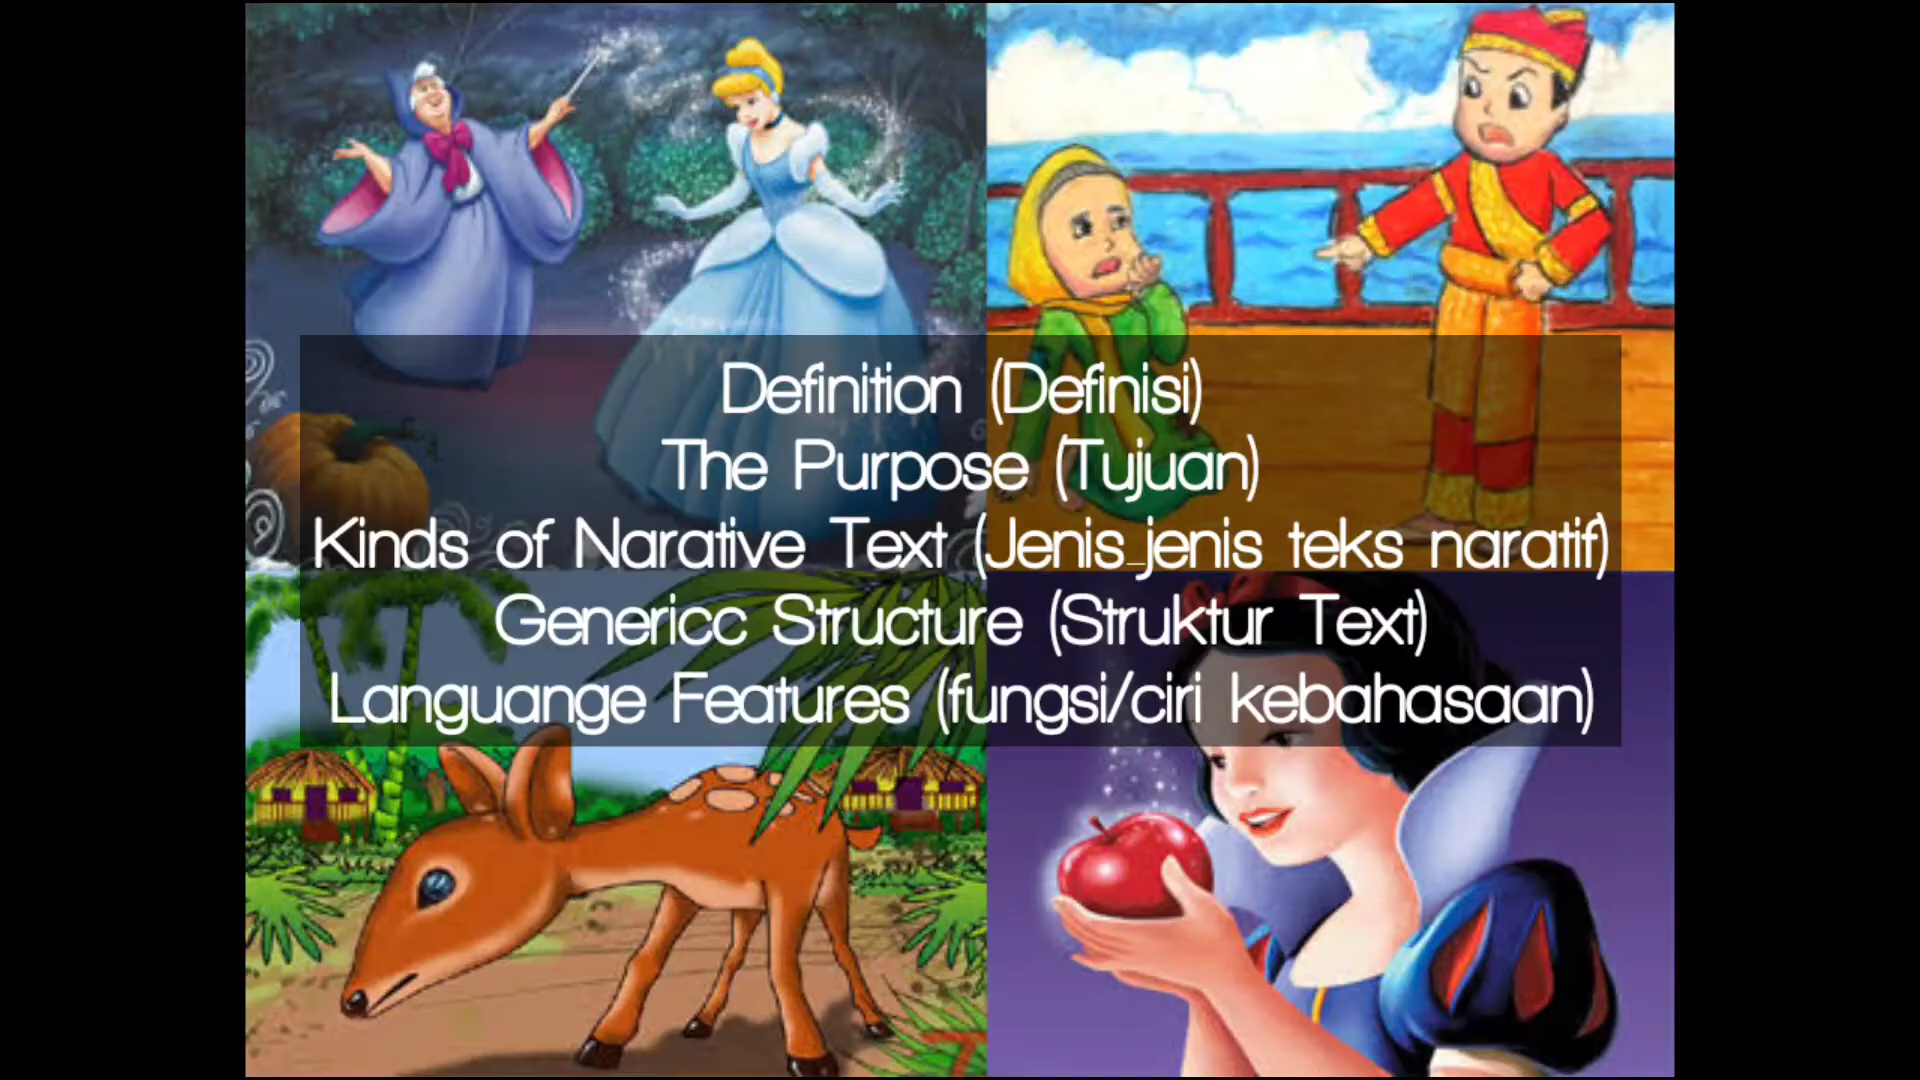 Definition (Definisi)
The Purpose (Tujuan)
Kinds of Narative Text (Jenis-jenis teks naratif)
Genericc Structure (Struktur Text)
Languange Features (fungsi/ciri kebahasaan)